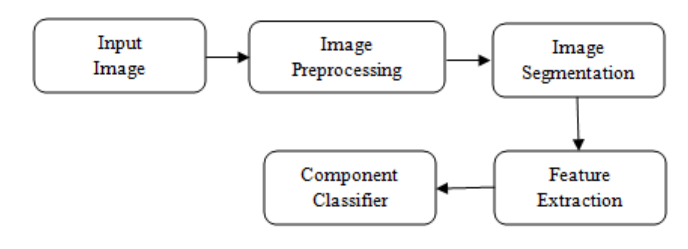 Input
Image
Image
Preprocessing
Image
Segmentation
Feature
Extraction
Component
Classifier